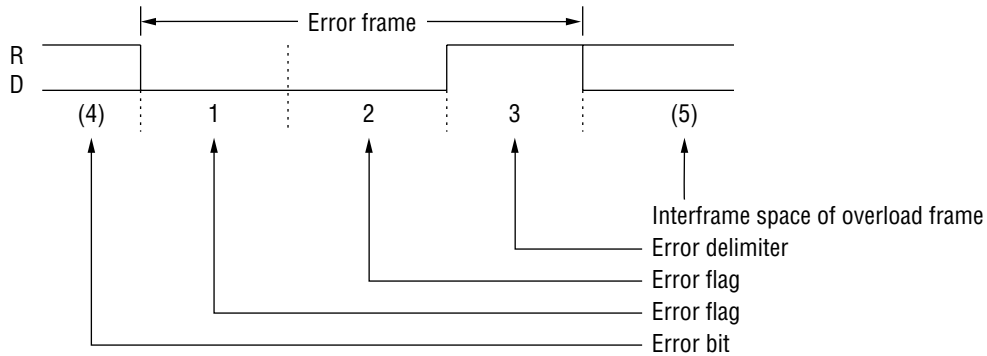 Error frame
R
D
(4) 1 2 3 (5)
Interframe space of overload frame
Error delimiter
Error flag
Error flag
Error bit